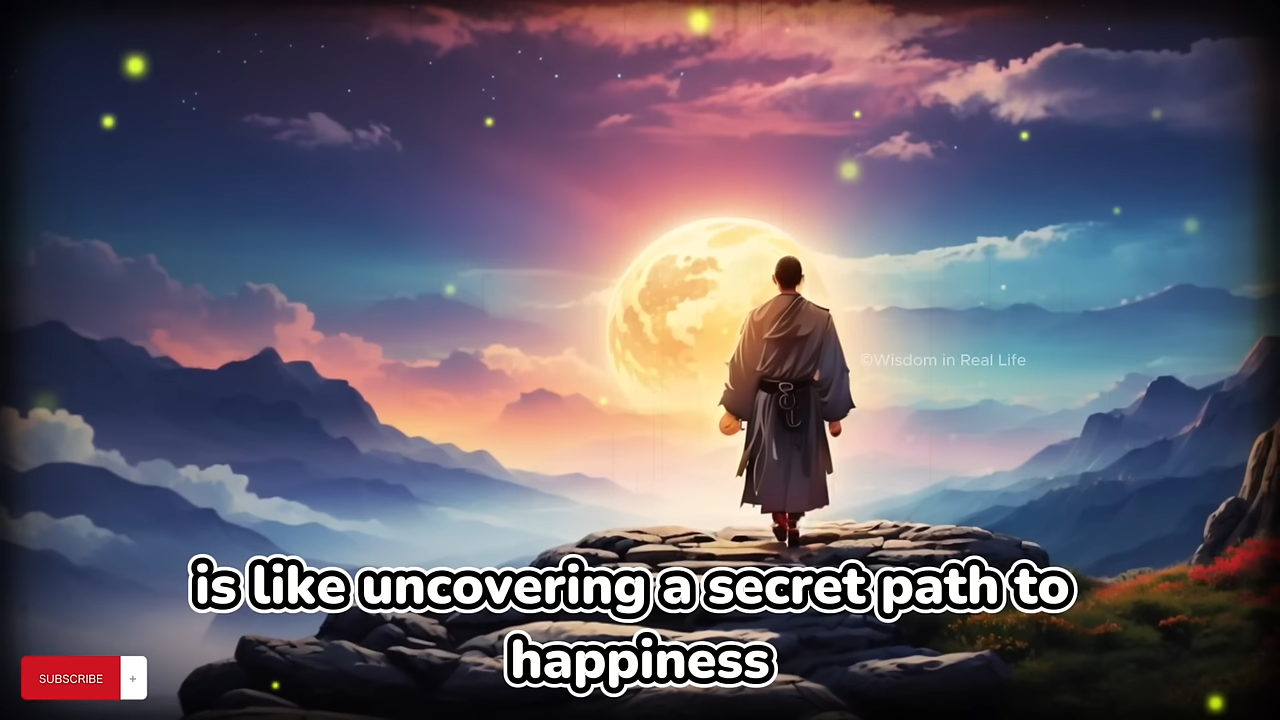 ©Wisdom in Real Life
is like uncovering a secret path to
happiness
SUBSCRIBE +